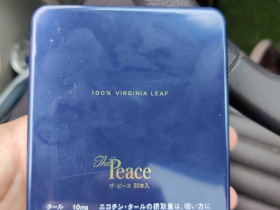 100% VIRGINIA LEAF
The
Peace
ザ・ピース 20本入
タール 10mg
ニコチン・タールの摂取量は、吸い方に